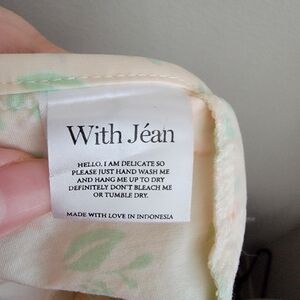 With Jéan
HELLO, I AM DELICATE SO
PLEASE JUST HAND WASH ME
AND HANG ME UP TO DRY
DEFINITELY DON'T BLEACH ME
OR TUMBLE DRY.
MADE WITH LOVE IN INDONESIA